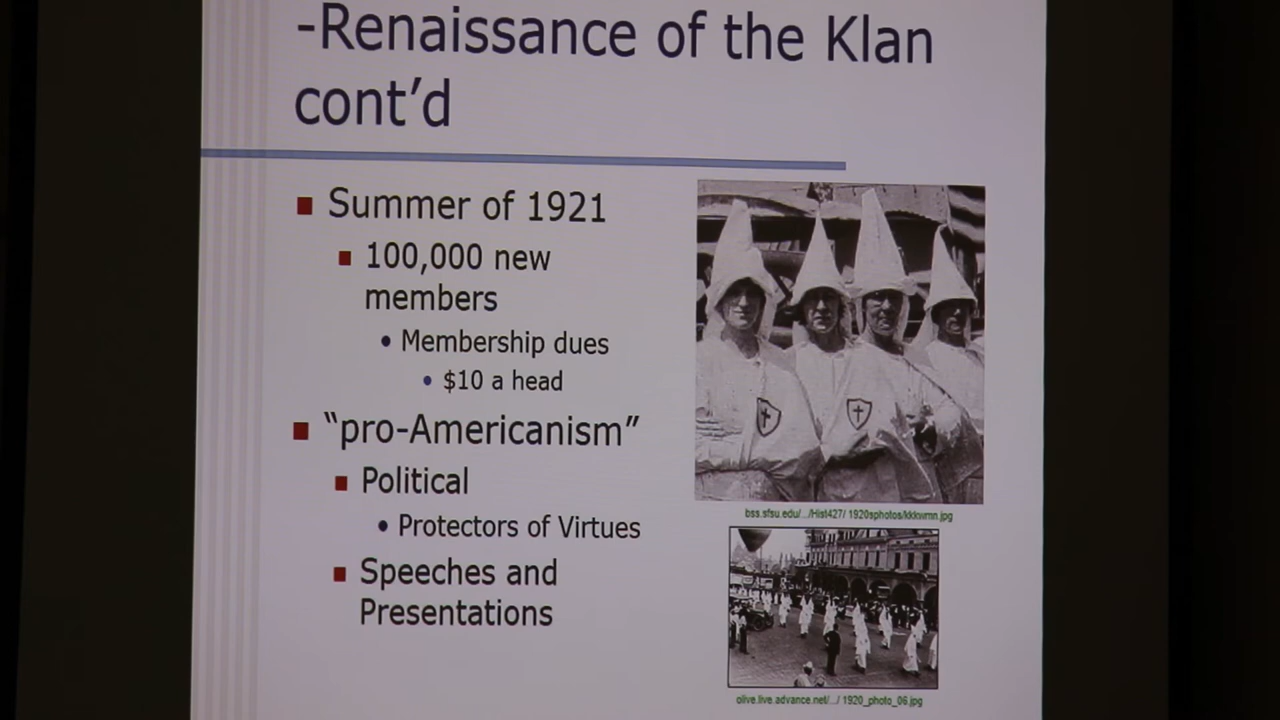 -Renaissance of the Klan
cont’d
Summer of 1921
100,000 new
members
Membership dues
$10 a head
“pro-Americanism”
Political
Protectors of Virtues
Speeches and
Presentations
bss.sfsu.edu/.../Hist427/ 1920sphotos/kkkwmn.jpg
olive.live.advance.net/.../ 1920_photo_06.jpg